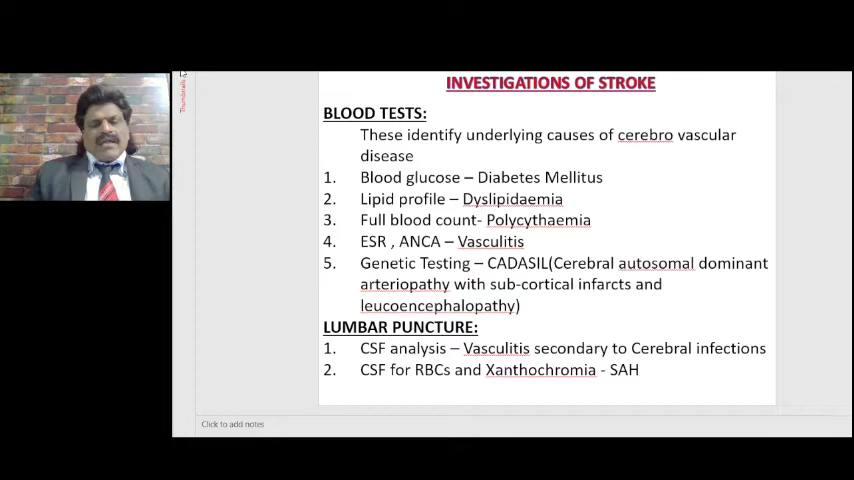 INVESTIGATIONS OF STROKE
Thumbnails
BLOOD TESTS:
These identify underlying causes of cerebro vascular
disease
1. Blood glucose – Diabetes Mellitus
2. Lipid profile – Dyslipidaemia
3. Full blood count- Polycythaemia
4. ESR , ANCA – Vasculitis
5. Genetic Testing – CADASIL(Cerebral autosomal dominant
arteriopathy with sub-cortical infarcts and
leucoencephalopathy)
LUMBAR PUNCTURE:
1. CSF analysis – Vasculitis secondary to Cerebral infections
2. CSF for RBCs and Xanthochromia - SAH
Click to add notes